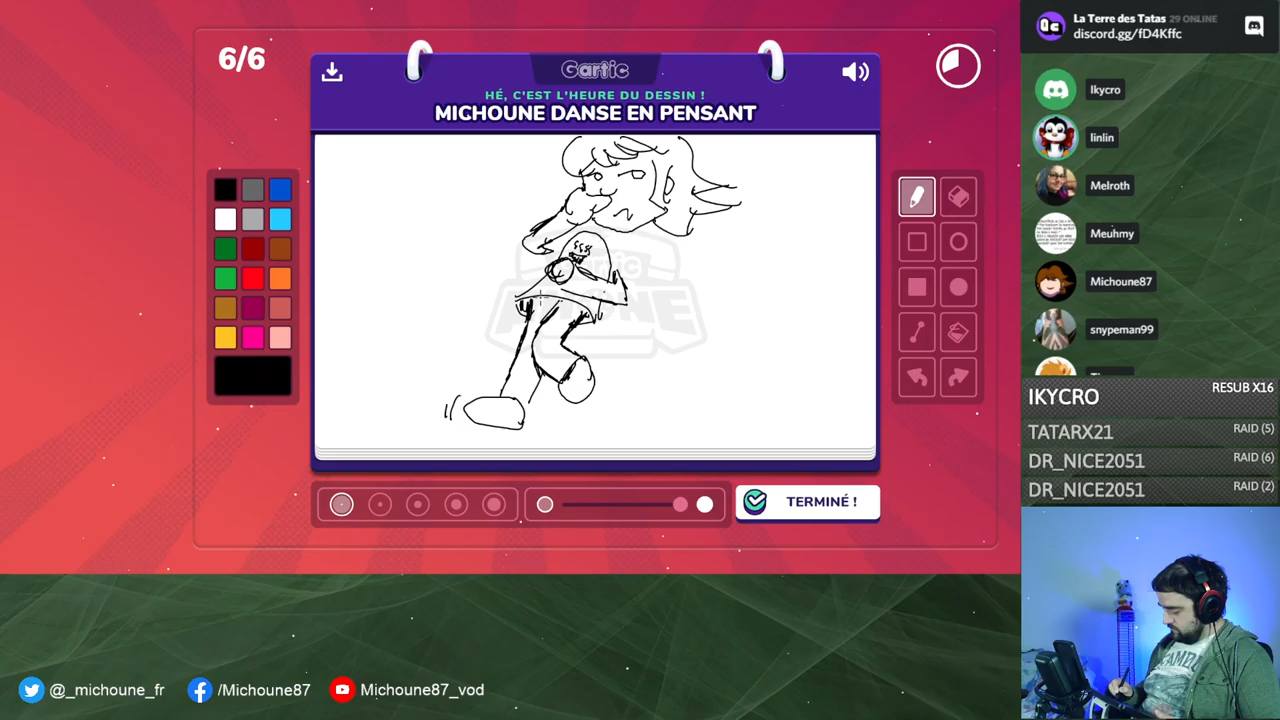 6/6
Gartic
HÉ, C'EST L'HEURE DU DESSIN !
MICHOUNE DANSE EN PENSANT
TERMINÉ !
La Terre des Tatas 29 ONLINE
discord.gg/fD4Kffc
Ikycro
linlin
Melroth
Meuhmy
Michoune87
snypeman99
IKYCRO RESUB X16
TATARX21 RAID (5)
DR_NICE2051 RAID (6)
DR_NICE2051 RAID (2)
@_michoune_fr
/Michoune87
Michoune87_vod